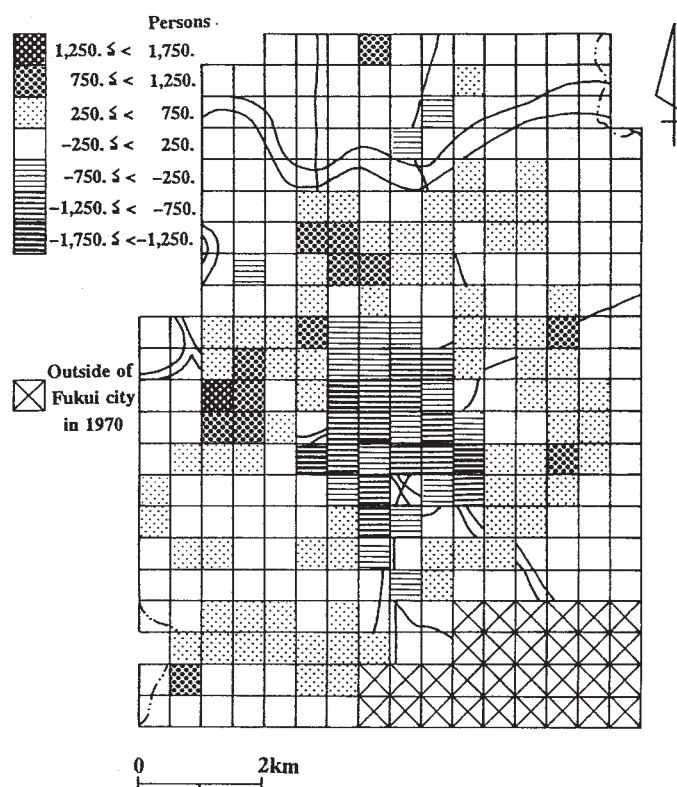 Persons
1,250. ≦ < 1,750.
750. ≦ < 1,250.
250. ≦ < 750.
−250. ≦ < 250.
−750. ≦ < −250.
−1,250. ≦ < −750.
−1,750. ≦ < −1,250.
Outside of
Fukui city
in 1970
0 2km